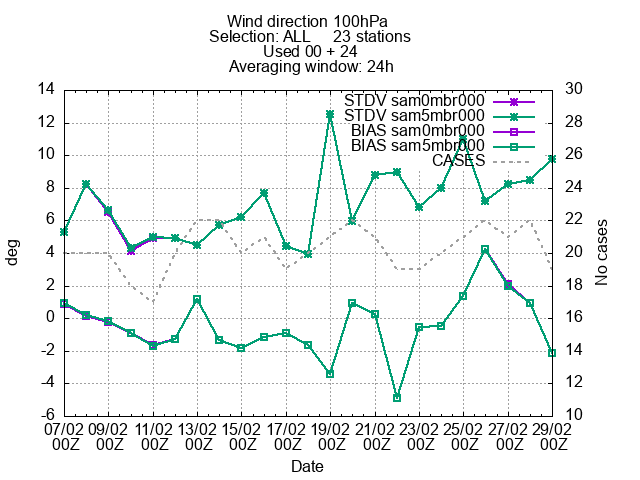 Wind direction 100hPa
Selection: ALL     23 stations
Used 00 + 24
Averaging window: 24h
STDV sam0mbr000
STDV sam5mbr000
BIAS sam0mbr000
BIAS sam5mbr000
CASES
14
12
10
8
6
4
2
0
-2
-4
-6
deg
30
28
26
24
22
20
18
16
14
12
10
No cases
07/02 09/02 11/02 13/02 15/02 17/02 19/02 21/02 23/02 25/02 27/02 29/02
00Z 00Z 00Z 00Z 00Z 00Z 00Z 00Z 00Z 00Z 00Z 00Z
Date